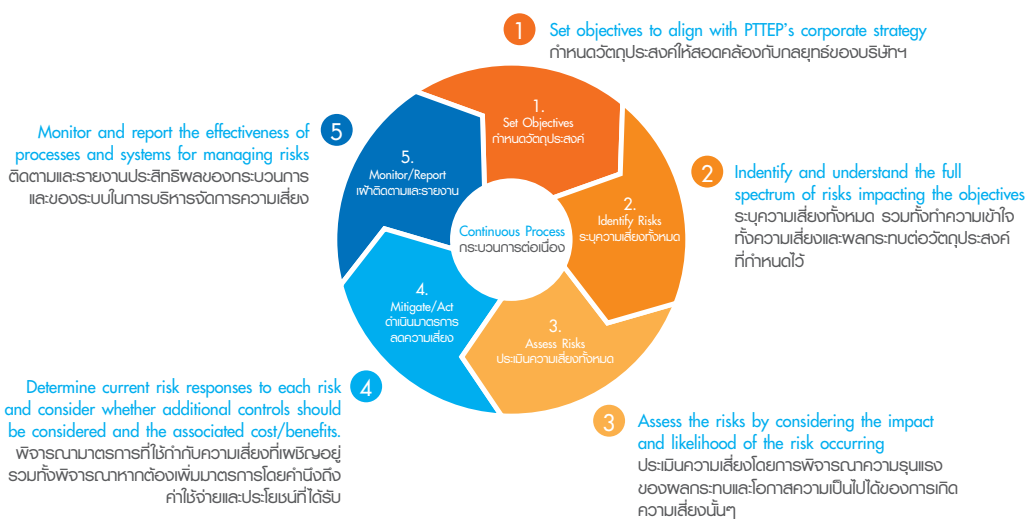 1
Set objectives to align with PTTEP's corporate strategy
กำหนดวัตถุประสงค์ให้สอดคล้องกับกลยุทธ์ของบริษัทฯ
1.
Set Objectives
กำหนดวัตถุประสงค์
2
Indentify and understand the full
spectrum of risks impacting the objectives
ระบุความเสี่ยงทั้งหมด รวมทั้งทำความเข้าใจ
ทั้งความเสี่ยงและผลกระทบต่อวัตถุประสงค์
ที่กำหนดไว้
2.
Identify Risks
ระบุความเสี่ยงทั้งหมด
3.
Assess Risks
ประเมินความเสี่ยงทั้งหมด
3
Assess the risks by considering the impact
and likelihood of the risk occurring
ประเมินความเสี่ยงโดยการพิจารณาความรุนแรง
ของผลกระทบและโอกาสความเป็นไปได้ของการเกิด
ความเสี่ยงนั้นๆ
4.
Mitigate/Act
ดำเนินมาตรการ
ลดความเสี่ยง
4
Determine current risk responses to each risk
and consider whether additional controls should
be considered and the associated cost/benefits.
พิจารณามาตรการที่ใช้กำกับความเสี่ยงที่เผชิญอยู่
รวมทั้งพิจารณาหากต้องเพิ่มมาตรการโดยคำนึงถึง
ค่าใช้จ่ายและประโยชน์ที่ได้รับ
5.
Monitor/Report
เฝ้าติดตามและรายงาน
5
Monitor and report the effectiveness of
processes and systems for managing risks
ติดตามและรายงานประสิทธิผลของกระบวนการ
และของระบบในการบริหารจัดการความเสี่ยง
Continuous Process
กระบวนการต่อเนื่อง